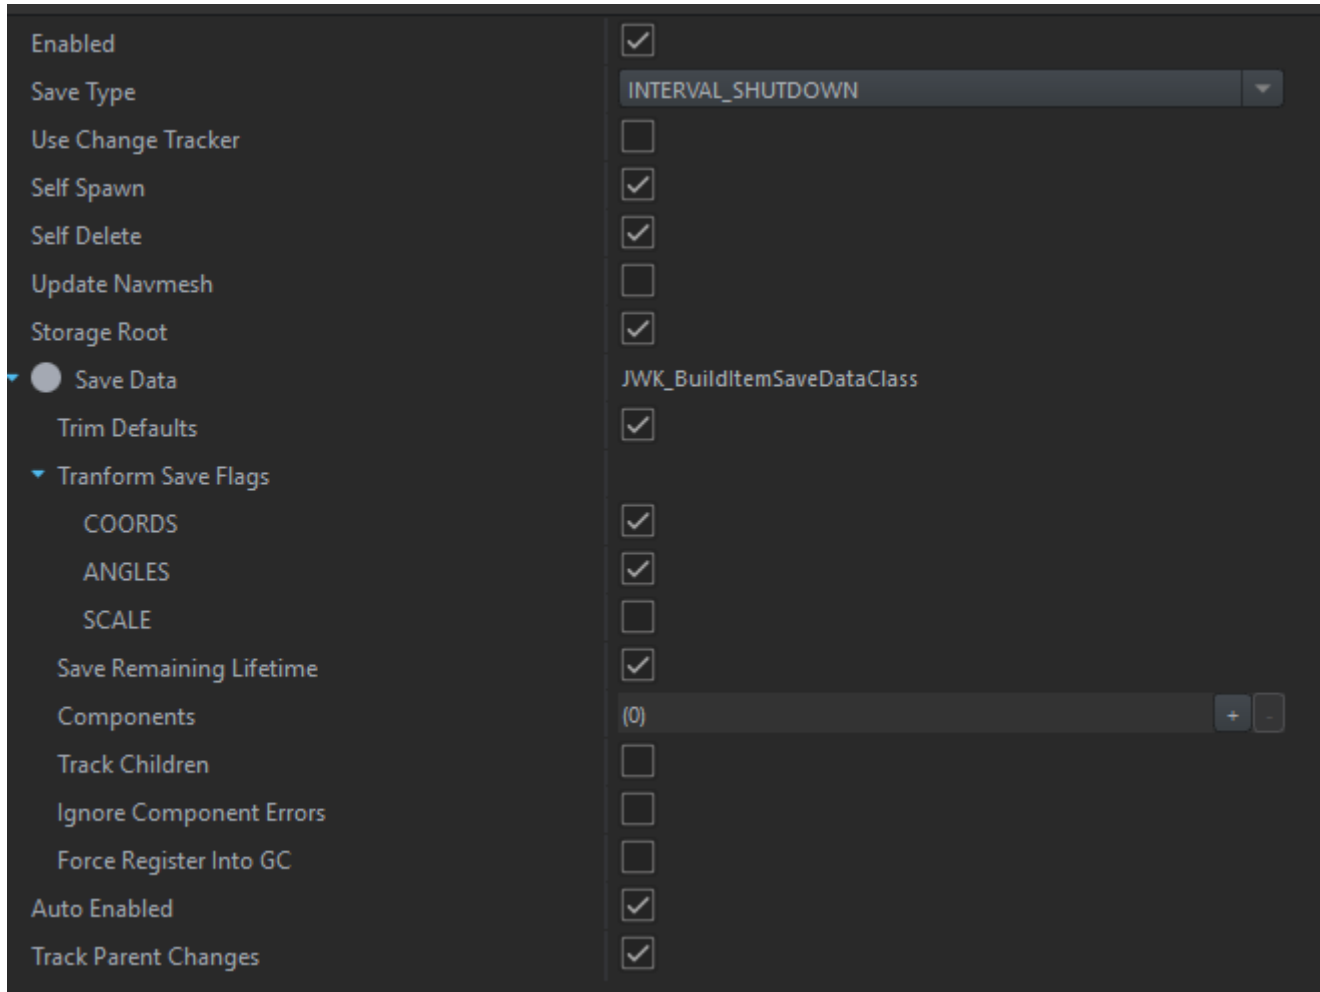 Enabled
Save Type INTERVAL_SHUTDOWN
Use Change Tracker
Self Spawn
Self Delete
Update Navmesh
Storage Root
Save Data JWK_BuildItemSaveDataClass
Trim Defaults
Tranform Save Flags
COORDS
ANGLES
SCALE
Save Remaining Lifetime
Components (0) + -
Track Children
Ignore Component Errors
Force Register Into GC
Auto Enabled
Track Parent Changes